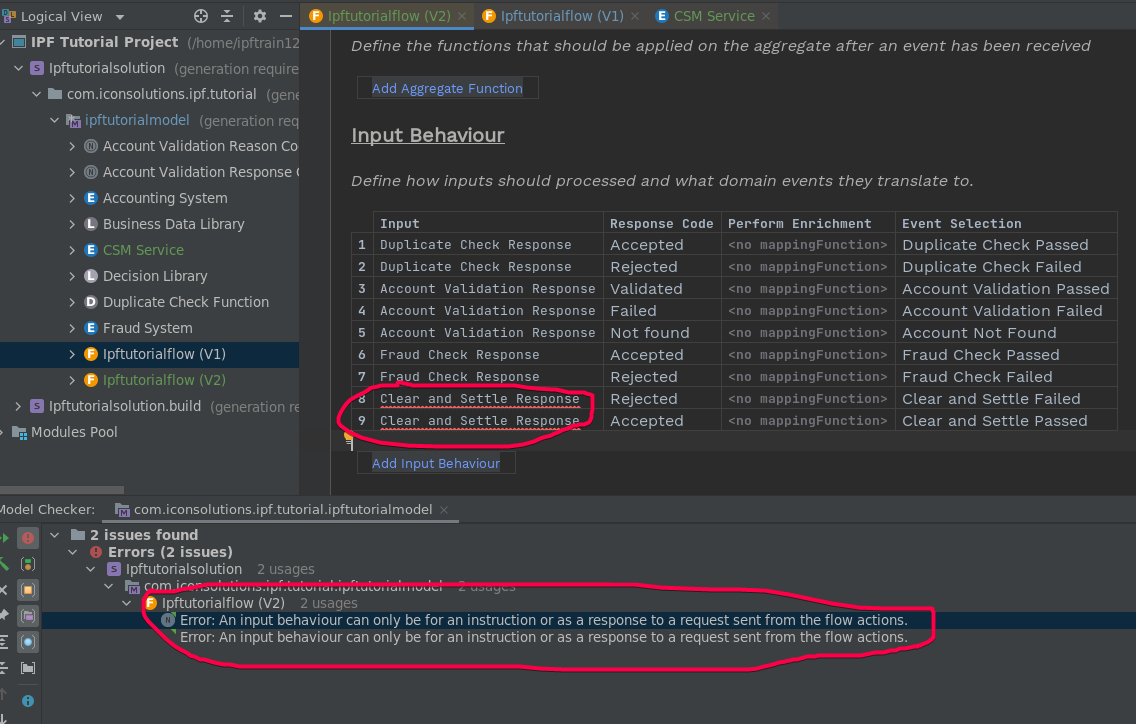 Logical View
Ipftutorialflow (V2) × Ipftutorialflow (V1) × CSM Service ×
IPF Tutorial Project (/home/ipftrain12
Ipftutorialsolution (generation require
com.iconsolutions.ipf.tutorial (gene
ipftutorialmodel (generation req
Account Validation Reason Co
Account Validation Response C
Accounting System
Business Data Library
CSM Service
Decision Library
Duplicate Check Function
Fraud System
Ipftutorialflow (V1)
Ipftutorialflow (V2)
Ipftutorialsolution.build (generation re
Modules Pool
Define the functions that should be applied on the aggregate after an event has been received
Add Aggregate Function
Input Behaviour
Define how inputs should processed and what domain events they translate to.
Input Response Code Perform Enrichment Event Selection
1 Duplicate Check Response Accepted <no mappingFunction> Duplicate Check Passed
2 Duplicate Check Response Rejected <no mappingFunction> Duplicate Check Failed
3 Account Validation Response Validated <no mappingFunction> Account Validation Passed
4 Account Validation Response Failed <no mappingFunction> Account Validation Failed
5 Account Validation Response Not found <no mappingFunction> Account Not Found
6 Fraud Check Response Accepted <no mappingFunction> Fraud Check Passed
7 Fraud Check Response Rejected <no mappingFunction> Fraud Check Failed
8 Clear and Settle Response Rejected <no mappingFunction> Clear and Settle Failed
9 Clear and Settle Response Accepted <no mappingFunction> Clear and Settle Passed
Add Input Behaviour
Model Checker: com.iconsolutions.ipf.tutorial.ipftutorialmodel ×
2 issues found
Errors (2 issues)
Ipftutorialsolution 2 usages
com.iconsolutions.ipf.tutorial.ipftutorialmodel 2 usages
Ipftutorialflow (V2) 2 usages
Error: An input behaviour can only be for an instruction or as a response to a request sent from the flow actions.
Error: An input behaviour can only be for an instruction or as a response to a request sent from the flow actions.